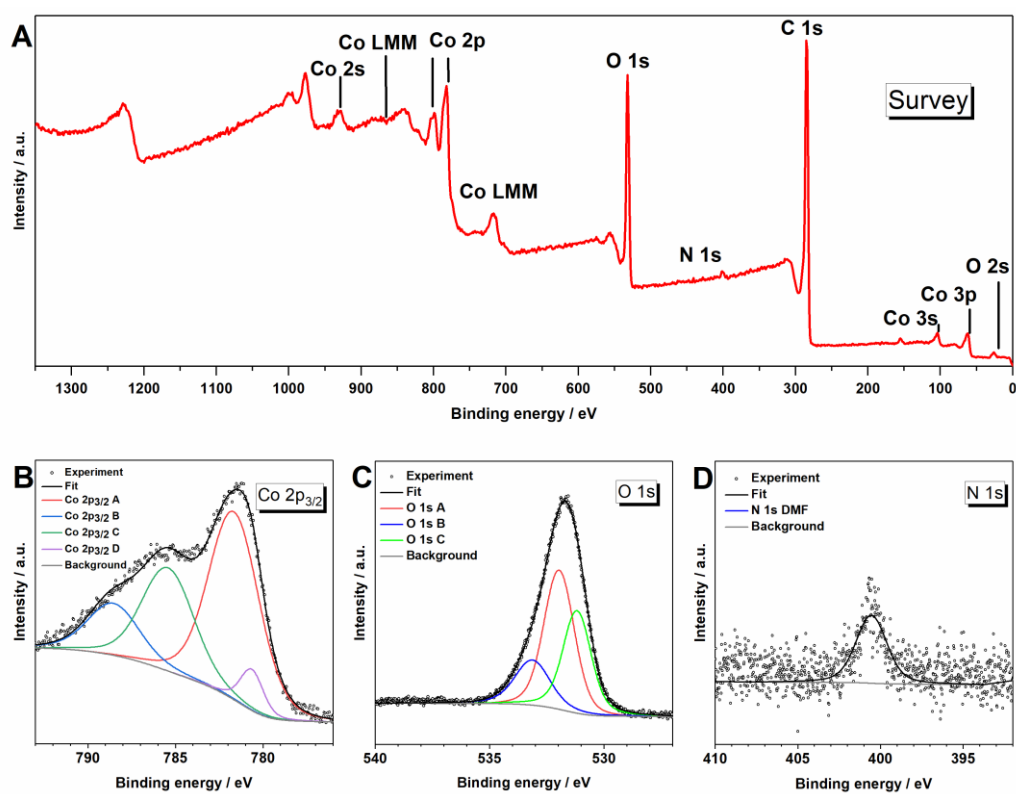 A
Survey
Co 2s
Co LMM
Co 2p
Co LMM
O 1s
N 1s
C 1s
Co 3s
Co 3p
O 2s
Intensity / a.u.
1300 1200 1100 1000 900 800 700 600 500 400 300 200 100 0
Binding energy / eV
B
Experiment
Fit
Co 2p3/2 A
Co 2p3/2 B
Co 2p3/2 C
Co 2p3/2 D
Background
Co 2p3/2
Intensity / a.u.
790 785 780
Binding energy / eV
C
Experiment
Fit
O 1s A
O 1s B
O 1s C
Background
O 1s
Intensity / a.u.
540 535 530
Binding energy / eV
D
Experiment
Fit
N 1s DMF
Background
N 1s
Intensity / a.u.
410 405 400 395
Binding energy / eV